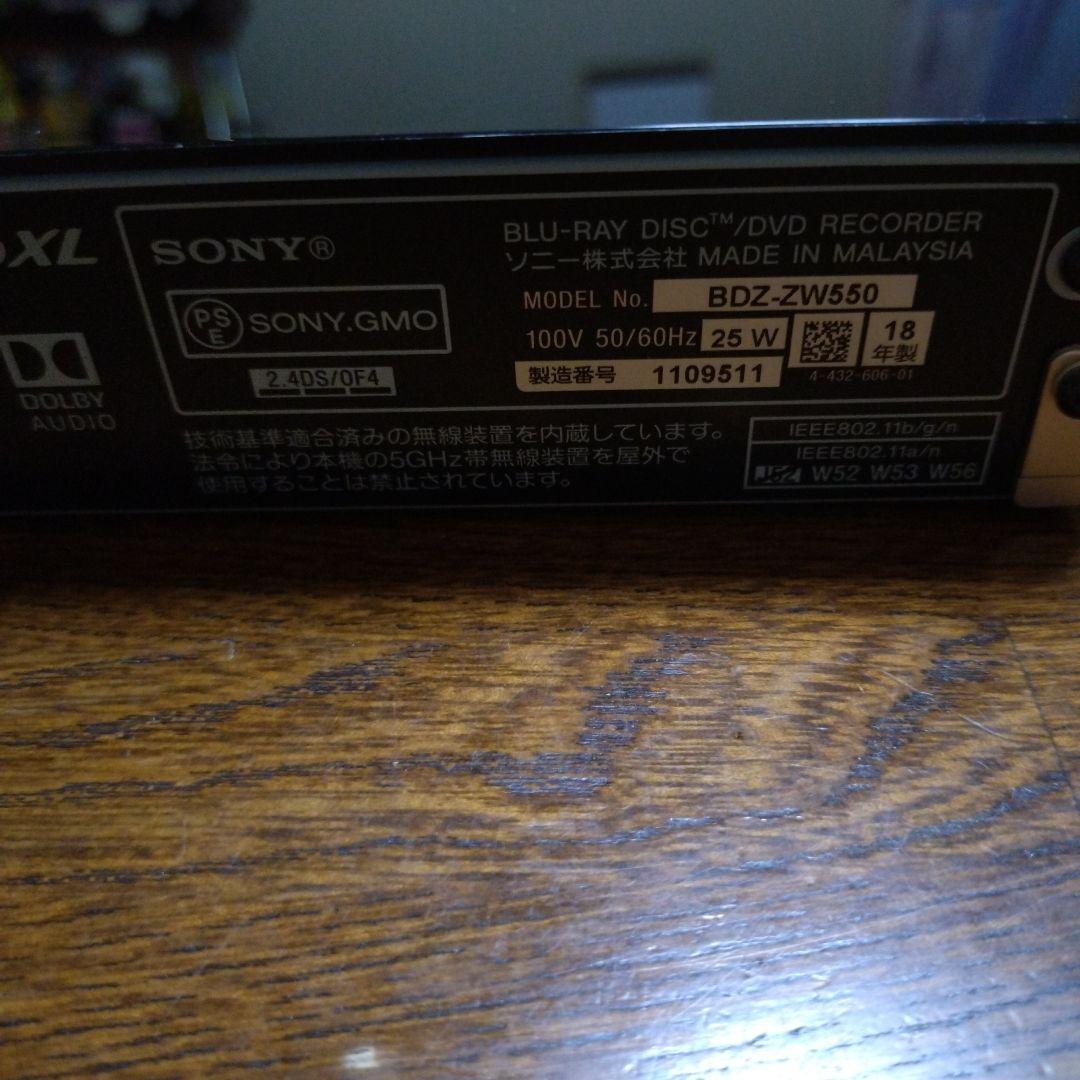 XL
DOLBY
AUDIO
SONY®
PSE SONY.GMO
2.4DS/OF4
BLU-RAY DISC™/DVD RECORDER
ソニー株式会社 MADE IN MALAYSIA
MODEL No. BDZ-ZW550
100V 50/60Hz 25 W
18年製
製造番号 1109511
4-432-606-01
技術基準適合済みの無線装置を内蔵しています。
法令により本機の5GHz帯無線装置を屋外で
使用することは禁止されています。
IEEE802.11b/g/n
IEEE802.11a/n
J52 W52 W53 W56